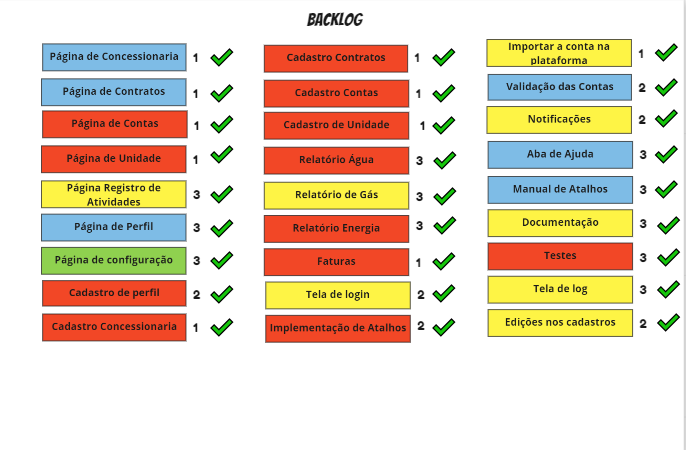 BACKLOG
Página de Concessionaria 1
Página de Contratos 1
Página de Contas 1
Página de Unidade 1
Página Registro de
Atividades 3
Página de Perfil 3
Página de configuração 3
Cadastro de perfil 2
Cadastro Concessionaria 1
Cadastro Contratos 1
Cadastro Contas 1
Cadastro de Unidade 1
Relatório Água 3
Relatório de Gás 3
Relatório Energia 3
Faturas 1
Tela de login 2
Implementação de Atalhos 2
Importar a conta na
plataforma 1
Validação das Contas 2
Notificações 2
Aba de Ajuda 3
Manual de Atalhos 3
Documentação 3
Testes 3
Tela de log 3
Edições nos cadastros 2